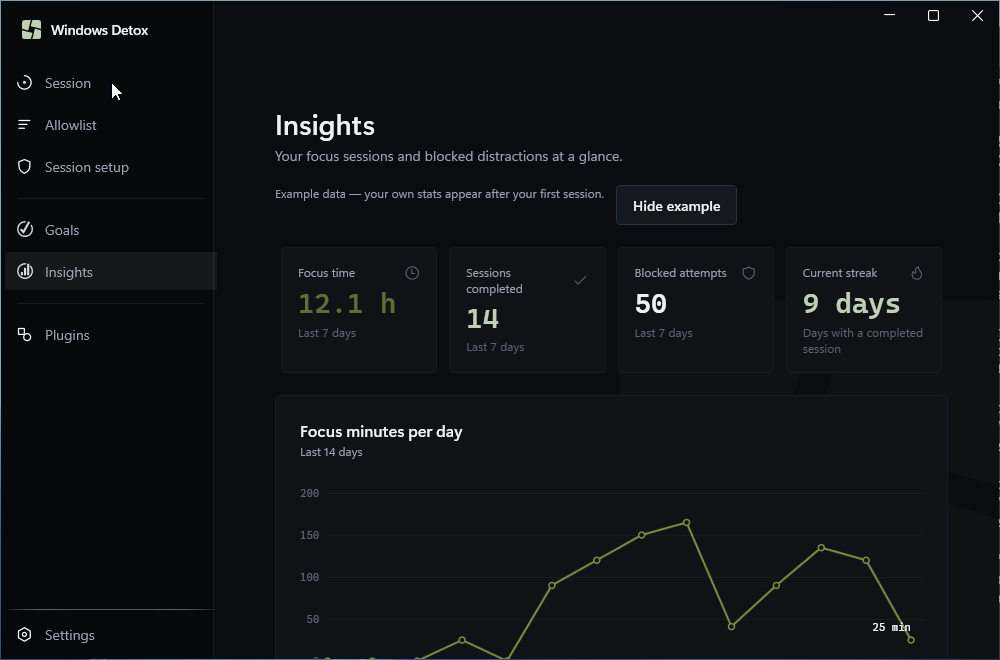 Windows Detox
Session
Allowlist
Session setup
Goals
Insights
Plugins
Settings
Insights
Your focus sessions and blocked distractions at a glance.
Example data — your own stats appear after your first session.
Hide example
Focus time
12.1 h
Last 7 days
Sessions
completed
14
Last 7 days
Blocked attempts
50
Last 7 days
Current streak
9 days
Days with a completed
session
Focus minutes per day
Last 14 days
200
150
100
50
25 min